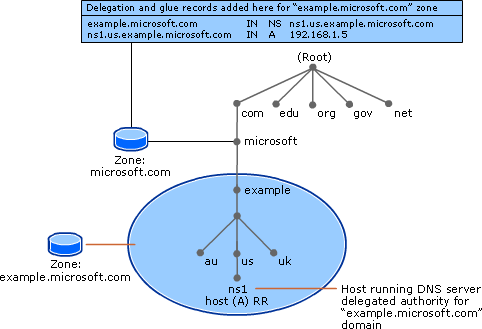 Delegation and glue records added here for "example.microsoft.com" zone
example.microsoft.com IN NS ns1.us.example.microsoft.com
ns1.us.example.microsoft.com IN A 192.168.1.5
(Root)
com edu org gov net
microsoft
Zone:
microsoft.com
example
au us uk
Zone:
example.microsoft.com
ns1
host (A) RR
Host running DNS server
delegated authority for
"example.microsoft.com"
domain